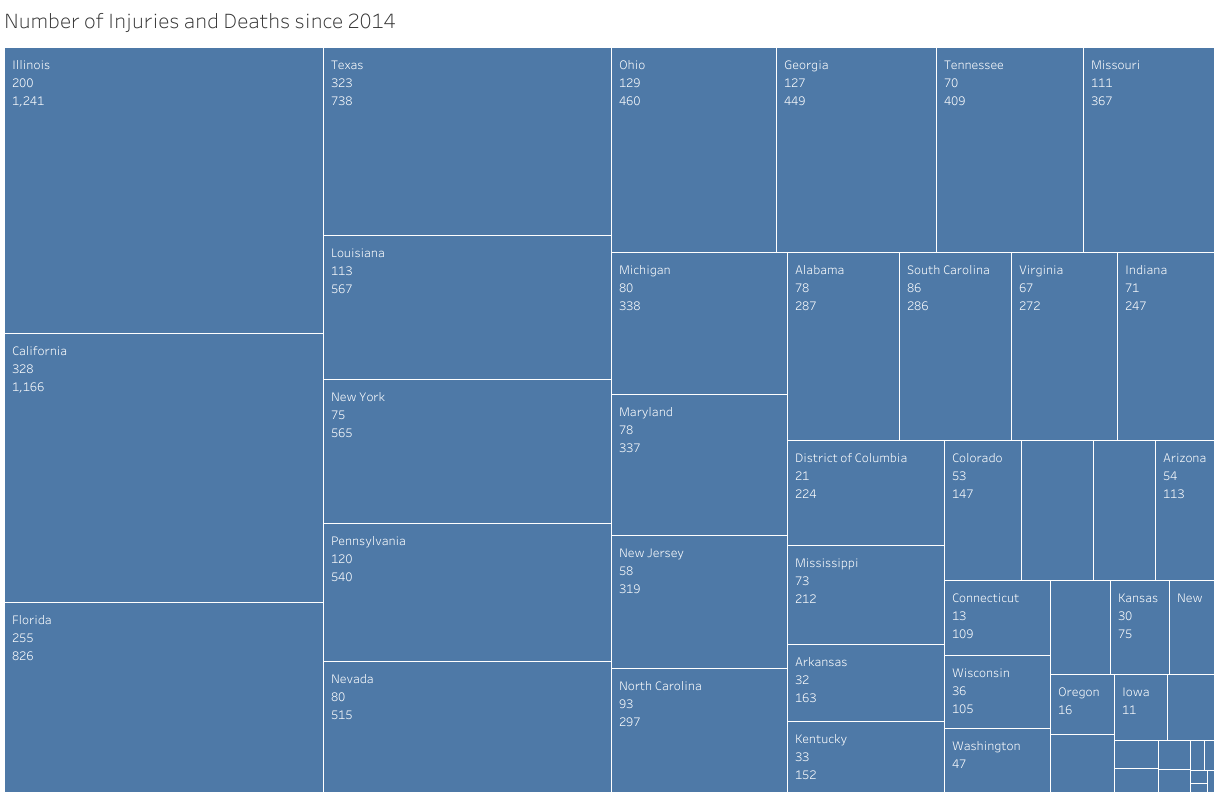 Number of Injuries and Deaths since 2014
Illinois
200
1,241
California
328
1,166
Florida
255
826
Texas
323
738
Louisiana
113
567
New York
75
565
Pennsylvania
120
540
Nevada
80
515
Ohio
129
460
Georgia
127
449
Tennessee
70
409
Missouri
111
367
Michigan
80
338
Maryland
78
337
New Jersey
58
319
North Carolina
93
297
Alabama
78
287
South Carolina
86
286
Virginia
67
272
Indiana
71
247
District of Columbia
21
224
Mississippi
73
212
Arkansas
32
163
Kentucky
33
152
Colorado
53
147
Arizona
54
113
Connecticut
13
109
Wisconsin
36
105
Washington
47
Kansas
30
75
New
Oregon
16
Iowa
11